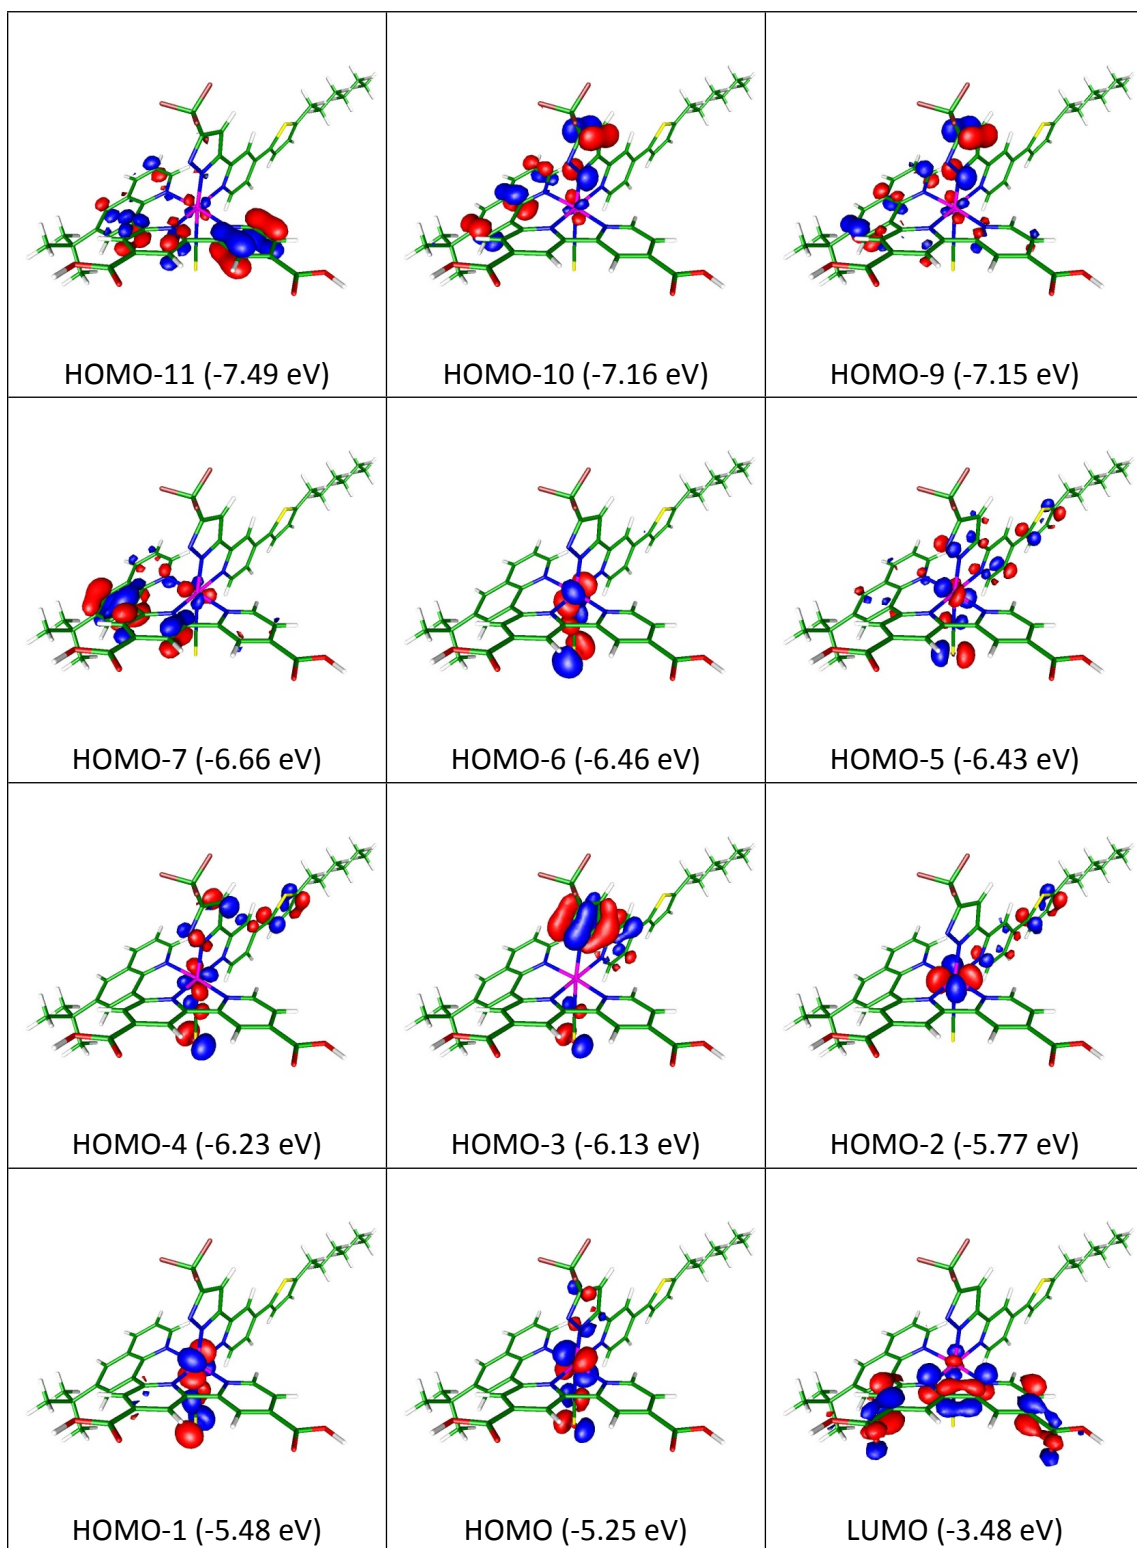 HOMO-11 (-7.49 eV)
HOMO-10 (-7.16 eV)
HOMO-9 (-7.15 eV)
HOMO-7 (-6.66 eV)
HOMO-6 (-6.46 eV)
HOMO-5 (-6.43 eV)
HOMO-4 (-6.23 eV)
HOMO-3 (-6.13 eV)
HOMO-2 (-5.77 eV)
HOMO-1 (-5.48 eV)
HOMO (-5.25 eV)
LUMO (-3.48 eV)